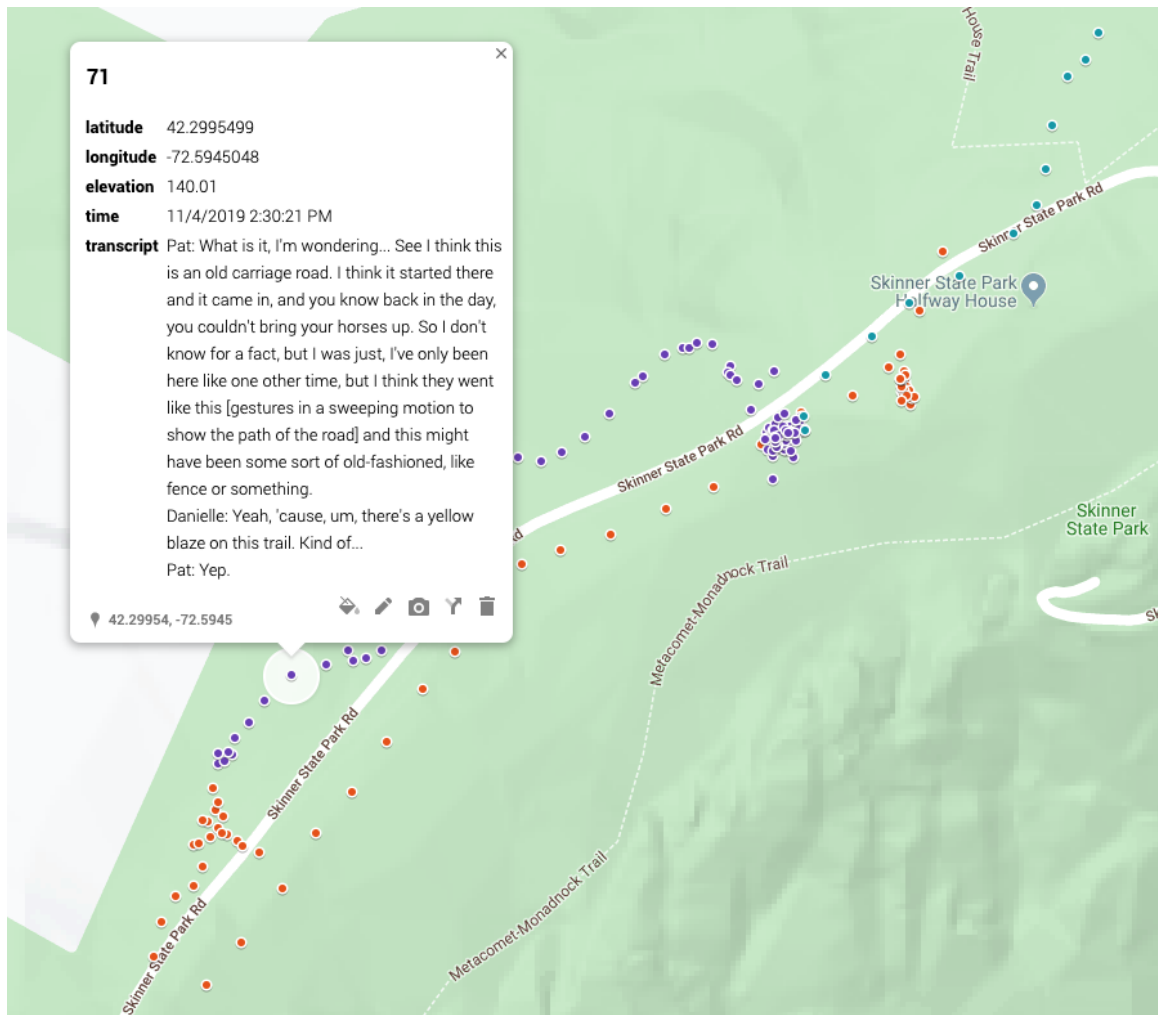 71
latitude 42.2995499
longitude -72.5945048
elevation 140.01
time 11/4/2019 2:30:21 PM
transcript Pat: What is it, I'm wondering... See I think this
is an old carriage road. I think it started there
and it came in, and you know back in the day,
you couldn't bring your horses up. So I don't
know for a fact, but I was just, I've only been
here like one other time, but I think they went
like this [gestures in a sweeping motion to
show the path of the road] and this might
have been some sort of old-fashioned, like
fence or something.
Danielle: Yeah, 'cause, um, there's a yellow
blaze on this trail. Kind of...
Pat: Yep.
42.29954, -72.5945
House Trail
Skinner State Park Rd
Skinner State Park
Halfway House
Skinner State Park Rd
Skinner
State Park
Rd
Metacomet-Monadnock Trail
Sk
Skinner State Park Rd
Metacomet-Monadnock Trail
Skinner State Park Rd